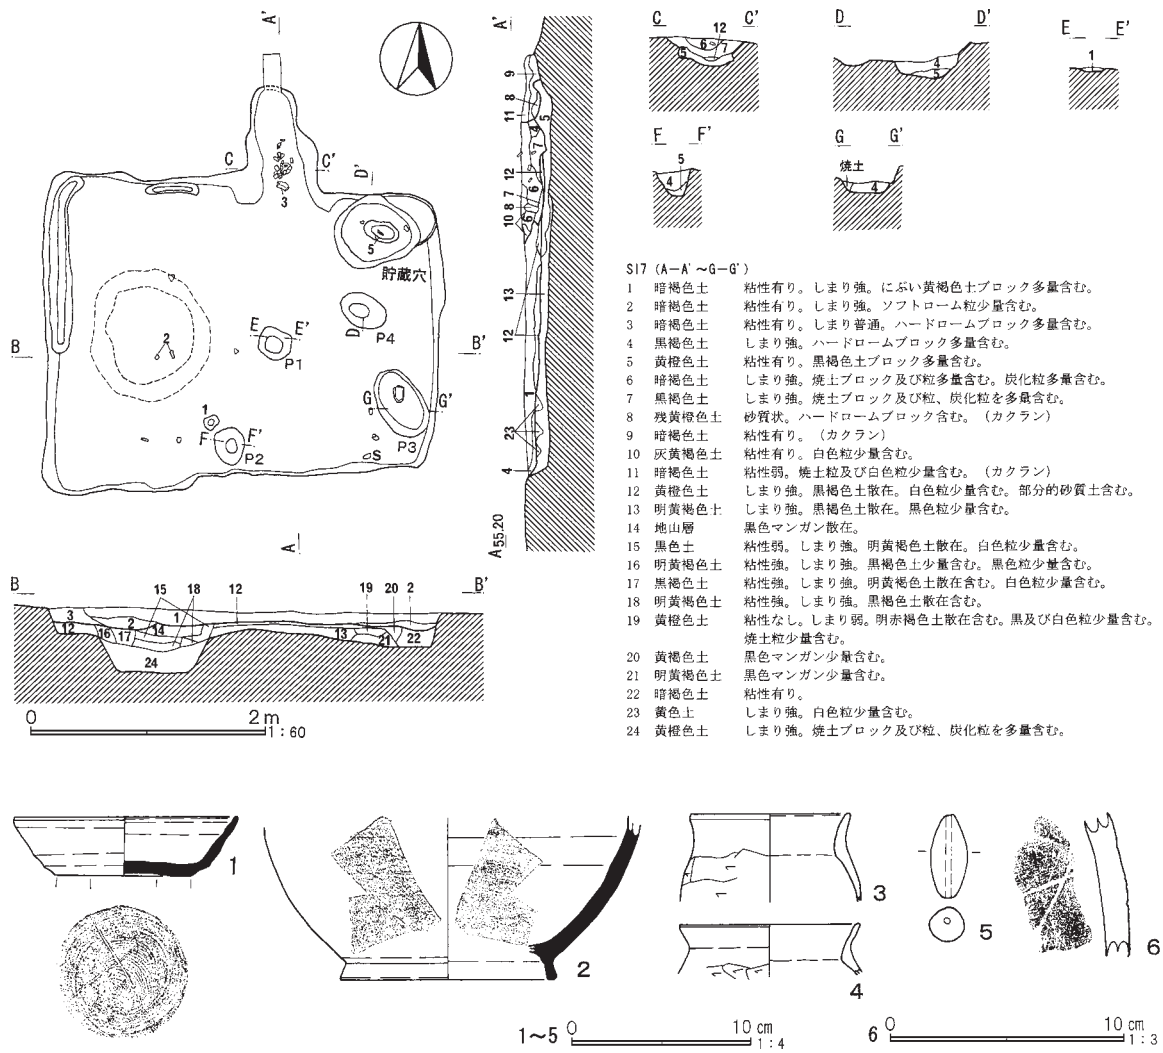 A'
A'
C
C'
D'
3
5
貯蔵穴
D
P4
E
E'
P1
2
B
B'
1
F
F'
P2
G
G'
P3
S
A
A 55.20
9
8
11
5
4
7
12
6
7
8
10
6
13
12
1
23
4
C C'
12
6 7
5
D D'
4
5
E E'
1
F F'
5
4
G G'
焼土
4
SI7 (A-A'~G-G')
1 暗褐色土 粘性有り。しまり強。にぶい黄褐色土ブロック多量含む。
2 暗褐色土 粘性有り。しまり強。ソフトローム粒少量含む。
3 暗褐色土 粘性有り。しまり普通。ハードロームブロック多量含む。
4 黒褐色土 しまり強。ハードロームブロック多量含む。
5 黄橙色土 粘性有り。黒褐色土ブロック多量含む。
6 暗褐色土 しまり強。焼土ブロック及び粒多量含む。炭化粒多量含む。
7 黒褐色土 しまり強。焼土ブロック及び粒、炭化粒を多量含む。
8 残黄橙色土 砂質状。ハードロームブロック含む。（カクラン）
9 暗褐色土 粘性有り。（カクラン）
10 灰黄褐色土 粘性有り。白色粒少量含む。
11 暗褐色土 粘性弱。焼土粒及び白色粒少量含む。（カクラン）
12 黄橙色土 しまり強。黒褐色土散在。白色粒少量含む。部分的砂質土含む。
13 明黄褐色土 しまり強。黒褐色土散在。黒色粒少量含む。
14 地山層 黒色マンガン散在。
15 黒色土 粘性弱。しまり強。明黄褐色土散在。白色粒少量含む。
16 明黄褐色土 粘性強。しまり強。黒褐色土少量含む。黒色粒少量含む。
17 黒褐色土 粘性強。しまり強。明黄褐色土散在含む。白色粒少量含む。
18 明黄褐色土 粘性強。しまり強。黒褐色土散在含む。
19 黄橙色土 粘性なし。しまり弱。明赤褐色土散在含む。黒及び白色粒少量含む。
焼土粒少量含む。
20 黄褐色土 黒色マンガン少量含む。
21 明黄褐色土 黒色マンガン少量含む。
22 暗褐色土 粘性有り。
23 黄色土 しまり強。白色粒少量含む。
24 黄橙色土 しまり強。焼土ブロック及び粒、炭化粒を多量含む。
B B'
15 18 12 19 20 2
3 2 1
12 16 17 14 13 21 22
24
0 2m
1:60
1
2
3
4
5
6
1~5 0 10cm
1:4
6 0 10cm
1:3